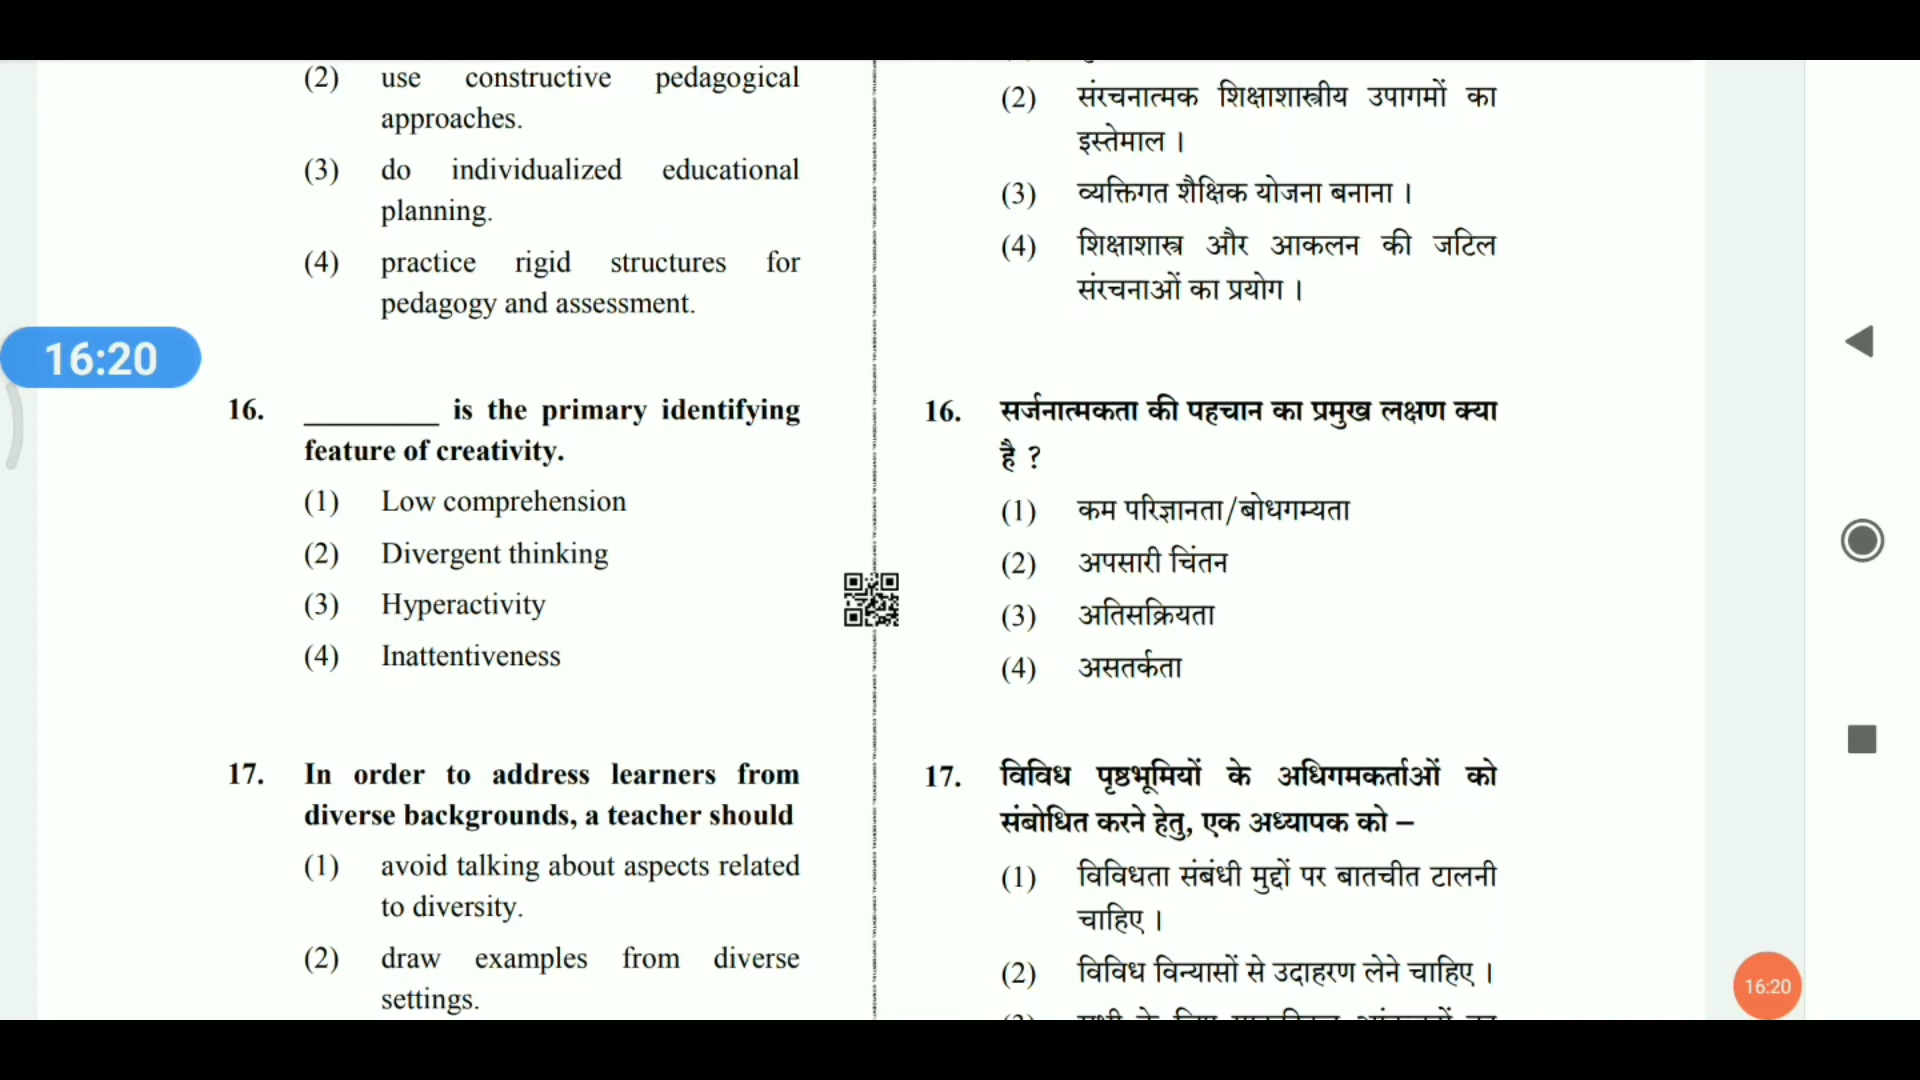 (2) use constructive pedagogical
approaches.
(3) do individualized educational
planning.
(4) practice rigid structures for
pedagogy and assessment.
16:20
16. _________ is the primary identifying
feature of creativity.
(1) Low comprehension
(2) Divergent thinking
(3) Hyperactivity
(4) Inattentiveness
17. In order to address learners from
diverse backgrounds, a teacher should
(1) avoid talking about aspects related
to diversity.
(2) draw examples from diverse
settings.
(2) संरचनात्मक शिक्षाशास्त्रीय उपागमों का
इस्तेमाल ।
(3) व्यक्तिगत शैक्षिक योजना बनाना ।
(4) शिक्षाशास्त्र और आकलन की जटिल
संरचनाओं का प्रयोग ।
16. सर्जनात्मकता की पहचान का प्रमुख लक्षण क्या
है ?
(1) कम परिज्ञानता/बोधगम्यता
(2) अपसारी चिंतन
(3) अतिसक्रियता
(4) असतर्कता
17. विविध पृष्ठभूमियों के अधिगमकर्ताओं को
संबोधित करने हेतु, एक अध्यापक को –
(1) विविधता संबंधी मुद्दों पर बातचीत टालनी
चाहिए ।
(2) विविध विन्यासों से उदाहरण लेने चाहिए ।
16:20